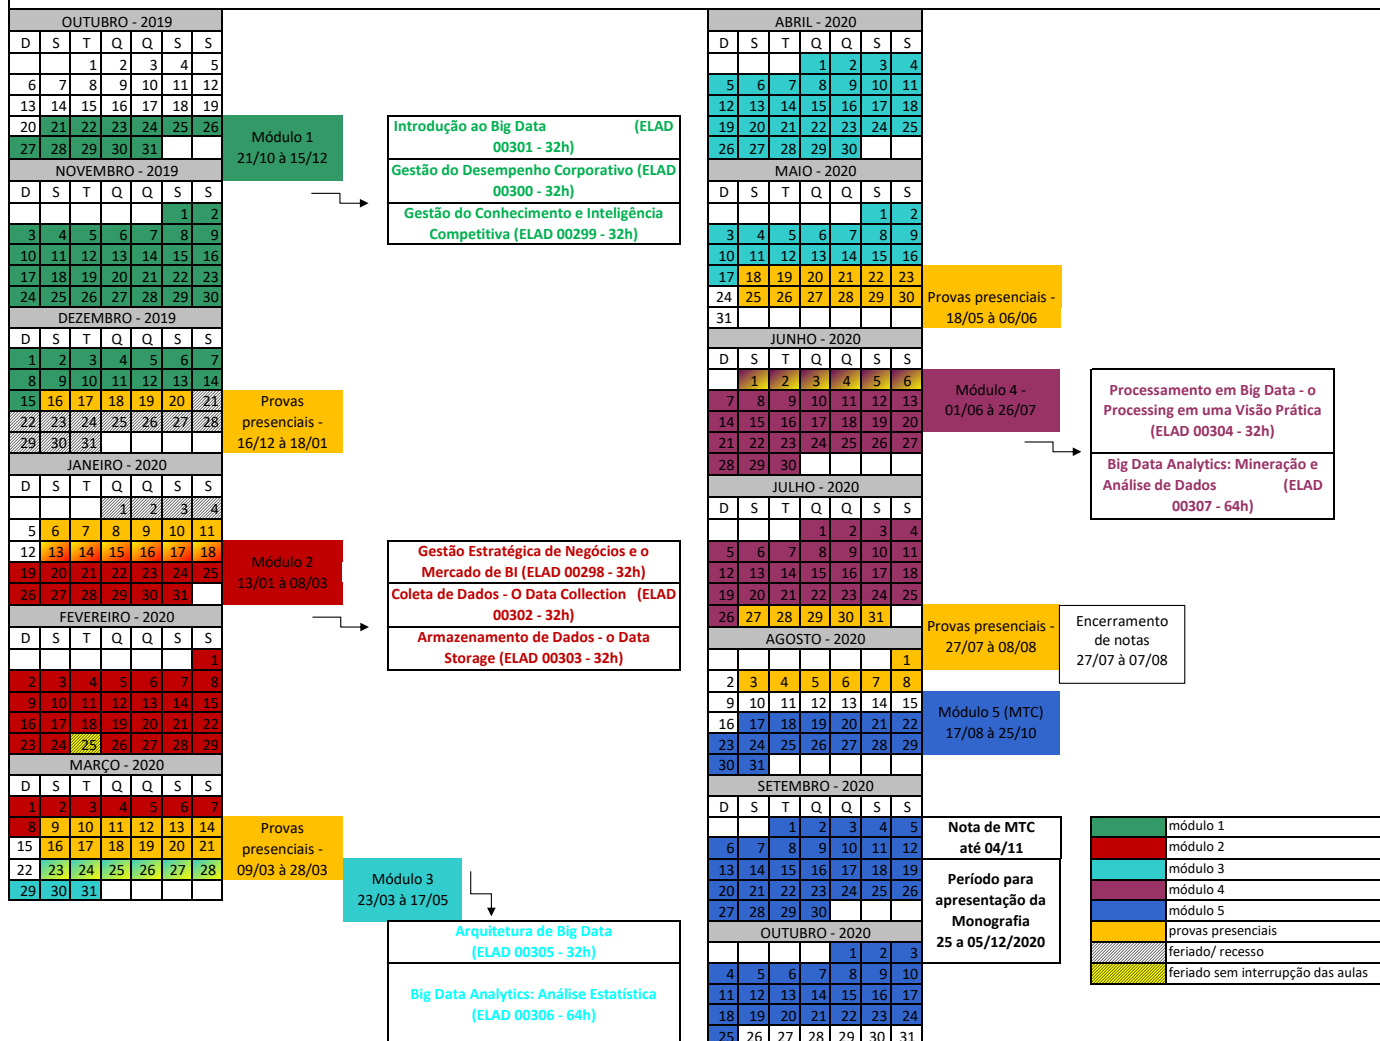 OUTUBRO - 2019
D S T Q Q S S
1 2 3 4 5
6 7 8 9 10 11 12
13 14 15 16 17 18 19
20 21 22 23 24 25 26
27 28 29 30 31
Módulo 1
21/10 à 15/12
Introdução ao Big Data (ELAD
00301 - 32h)
Gestão do Desempenho Corporativo (ELAD
00300 - 32h)
Gestão do Conhecimento e Inteligência
Competitiva (ELAD 00299 - 32h)
NOVEMBRO - 2019
D S T Q Q S S
1 2
3 4 5 6 7 8 9
10 11 12 13 14 15 16
17 18 19 20 21 22 23
24 25 26 27 28 29 30
DEZEMBRO - 2019
D S T Q Q S S
1 2 3 4 5 6 7
8 9 10 11 12 13 14
15 16 17 18 19 20 21
22 23 24 25 26 27 28
29 30 31
Provas
presenciais -
16/12 à 18/01
JANEIRO - 2020
D S T Q Q S S
1 2 3 4
5 6 7 8 9 10 11
12 13 14 15 16 17 18
19 20 21 22 23 24 25
26 27 28 29 30 31
Módulo 2
13/01 à 08/03
Gestão Estratégica de Negócios e o
Mercado de BI (ELAD 00298 - 32h)
Coleta de Dados - O Data Collection (ELAD
00302 - 32h)
Armazenamento de Dados - o Data
Storage (ELAD 00303 - 32h)
FEVEREIRO - 2020
D S T Q Q S S
1
2 3 4 5 6 7 8
9 10 11 12 13 14 15
16 17 18 19 20 21 22
23 24 25 26 27 28 29
MARÇO - 2020
D S T Q Q S S
1 2 3 4 5 6 7
8 9 10 11 12 13 14
15 16 17 18 19 20 21
22 23 24 25 26 27 28
29 30 31
Provas
presenciais -
09/03 à 28/03
Módulo 3
23/03 à 17/05
Arquitetura de Big Data
(ELAD 00305 - 32h)
Big Data Analytics: Análise Estatística
(ELAD 00306 - 64h)
ABRIL - 2020
D S T Q Q S S
1 2 3 4
5 6 7 8 9 10 11
12 13 14 15 16 17 18
19 20 21 22 23 24 25
26 27 28 29 30
MAIO - 2020
D S T Q Q S S
1 2
3 4 5 6 7 8 9
10 11 12 13 14 15 16
17 18 19 20 21 22 23
24 25 26 27 28 29 30
31
Provas presenciais -
18/05 à 06/06
JUNHO - 2020
D S T Q Q S S
1 2 3 4 5 6
7 8 9 10 11 12 13
14 15 16 17 18 19 20
21 22 23 24 25 26 27
28 29 30
Módulo 4 -
01/06 à 26/07
Processamento em Big Data - o
Processing em uma Visão Prática
(ELAD 00304 - 32h)
Big Data Analytics: Mineração e
Análise de Dados (ELAD
00307 - 64h)
JULHO - 2020
D S T Q Q S S
1 2 3 4
5 6 7 8 9 10 11
12 13 14 15 16 17 18
19 20 21 22 23 24 25
26 27 28 29 30 31
Provas presenciais -
27/07 à 08/08
Encerramento
de notas
27/07 à 07/08
AGOSTO - 2020
1
2 3 4 5 6 7 8
9 10 11 12 13 14 15
16 17 18 19 20 21 22
23 24 25 26 27 28 29
30 31
Módulo 5 (MTC)
17/08 à 25/10
SETEMBRO - 2020
D S T Q Q S S
1 2 3 4 5
6 7 8 9 10 11 12
13 14 15 16 17 18 19
20 21 22 23 24 25 26
27 28 29 30
Nota de MTC
até 04/11
Período para
apresentação da
Monografia
25 a 05/12/2020
OUTUBRO - 2020
1 2 3
4 5 6 7 8 9 10
11 12 13 14 15 16 17
18 19 20 21 22 23 24
25 26 27 28 29 30 31
módulo 1
módulo 2
módulo 3
módulo 4
módulo 5
provas presenciais
feriado/ recesso
feriado sem interrupção das aulas